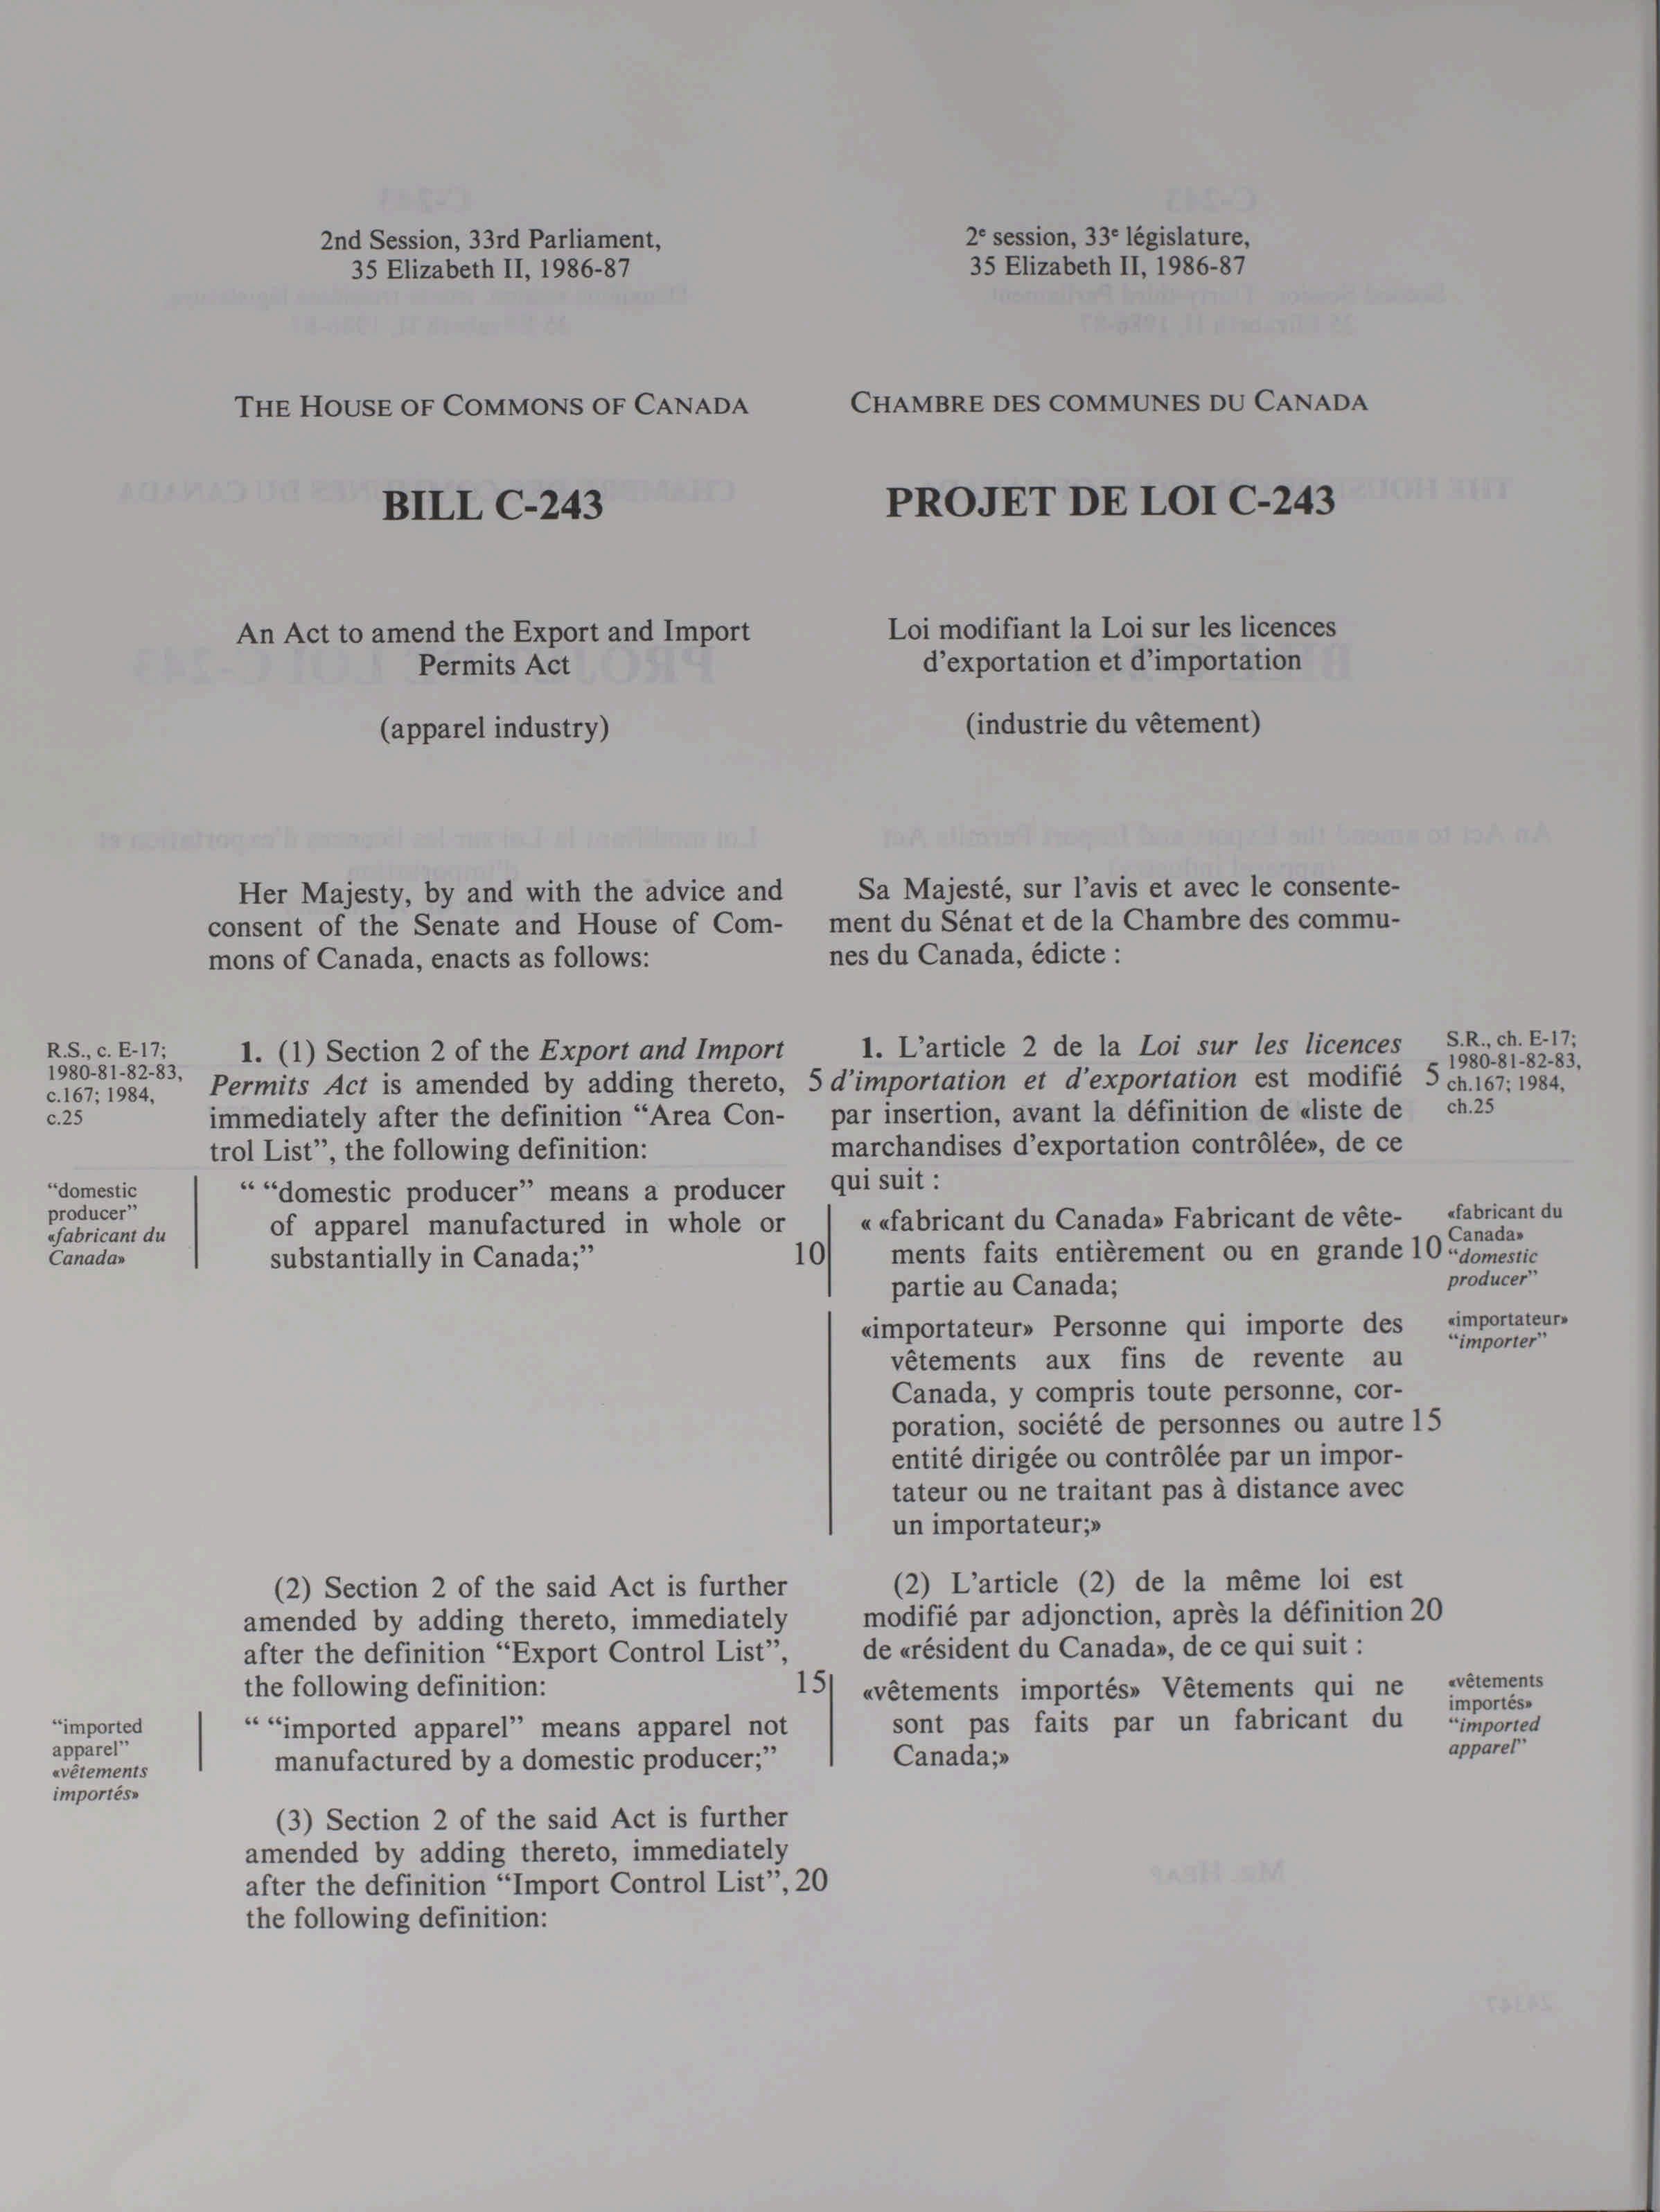 2nd Session, 33rd Parliament,
35 Elizabeth II, 1986-87
THE HOUSE OF COMMONS OF CANADA
BILL C-243
An Act to amend the Export and Import
Permits Act
(apparel industry)
Her Majesty, by and with the advice and
consent of the Senate and House of Com-
mons of Canada, enacts as follows:
R.S., c. E-17;
1980-81-82-83,
c.167; 1984,
c.25
1. (1) Section 2 of the Export and Import
Permits Act is amended by adding thereto, 5
immediately after the definition “Area Con-
trol List”, the following definition:
“domestic
producer”
«fabricant du
Canada»
“ “domestic producer” means a producer
of apparel manufactured in whole or
substantially in Canada;” 10
(2) Section 2 of the said Act is further
amended by adding thereto, immediately
after the definition “Export Control List”,
the following definition: 15
“imported
apparel”
«vêtements
importés»
“ “imported apparel” means apparel not
manufactured by a domestic producer;”
(3) Section 2 of the said Act is further
amended by adding thereto, immediately
after the definition “Import Control List”, 20
the following definition:
2e session, 33e législature,
35 Elizabeth II, 1986-87
CHAMBRE DES COMMUNES DU CANADA
PROJET DE LOI C-243
Loi modifiant la Loi sur les licences
d’exportation et d’importation
(industrie du vêtement)
Sa Majesté, sur l’avis et avec le consente-
ment du Sénat et de la Chambre des commu-
nes du Canada, édicte :
1. L’article 2 de la Loi sur les licences
d’importation et d’exportation est modifié 5
par insertion, avant la définition de «liste de
marchandises d’exportation contrôlée», de ce
qui suit :
S.R., ch. E-17;
1980-81-82-83,
ch.167; 1984,
ch.25
« «fabricant du Canada» Fabricant de vête-
ments faits entièrement ou en grande 10
partie au Canada;
«fabricant du
Canada»
“domestic
producer”
«importateur» Personne qui importe des
vêtements aux fins de revente au
Canada, y compris toute personne, cor-
poration, société de personnes ou autre 15
entité dirigée ou contrôlée par un impor-
tateur ou ne traitant pas à distance avec
un importateur;»
«importateur»
“importer”
(2) L’article (2) de la même loi est
modifié par adjonction, après la définition 20
de «résident du Canada», de ce qui suit :
«vêtements importés» Vêtements qui ne
sont pas faits par un fabricant du
Canada;»
«vêtements
importés»
“imported
apparel”